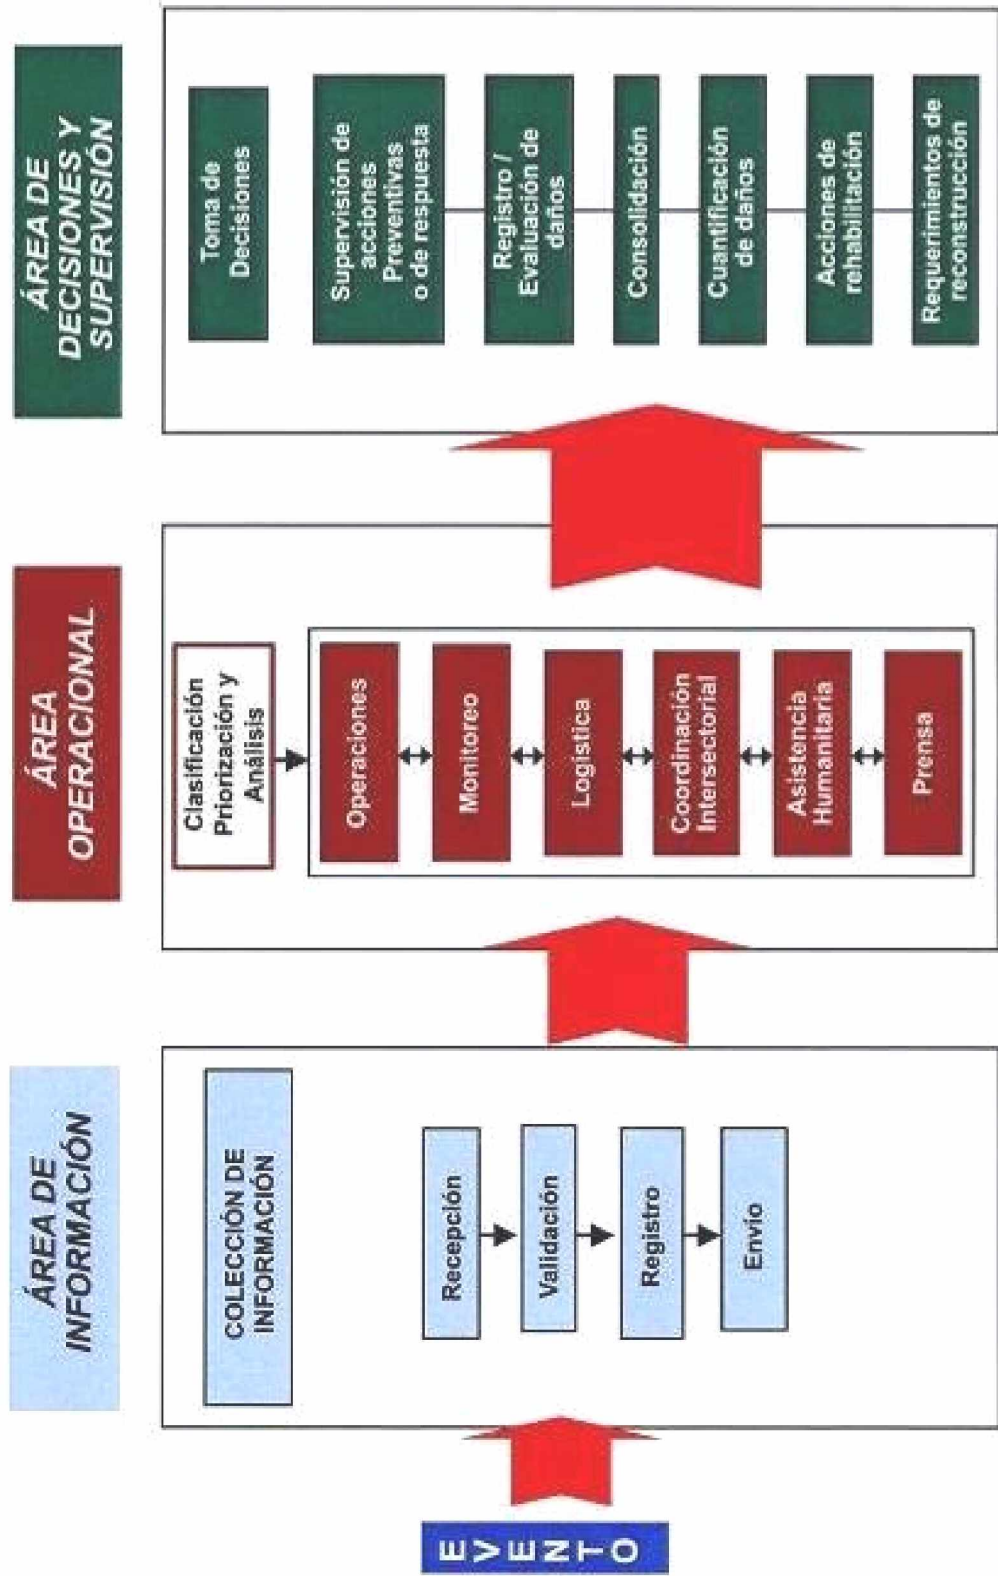 EVENTO
ÁREA DE
INFORMACIÓN
COLECCIÓN DE
INFORMACIÓN
Recepción
Validación
Registro
Envío
ÁREA
OPERACIONAL
Clasificación
Priorización y
Análisis
Operaciones
Monitoreo
Logística
Coordinación
Intersectorial
Asistencia
Humanitaria
Prensa
ÁREA DE
DECISIONES Y
SUPERVISIÓN
Toma de
Decisiones
Supervisión de
acciones
Preventivas
o de respuesta
Registro /
Evaluación de
daños
Consolidación
Cuantificación
de daños
Acciones de
rehabilitación
Requerimientos de
reconstrucción